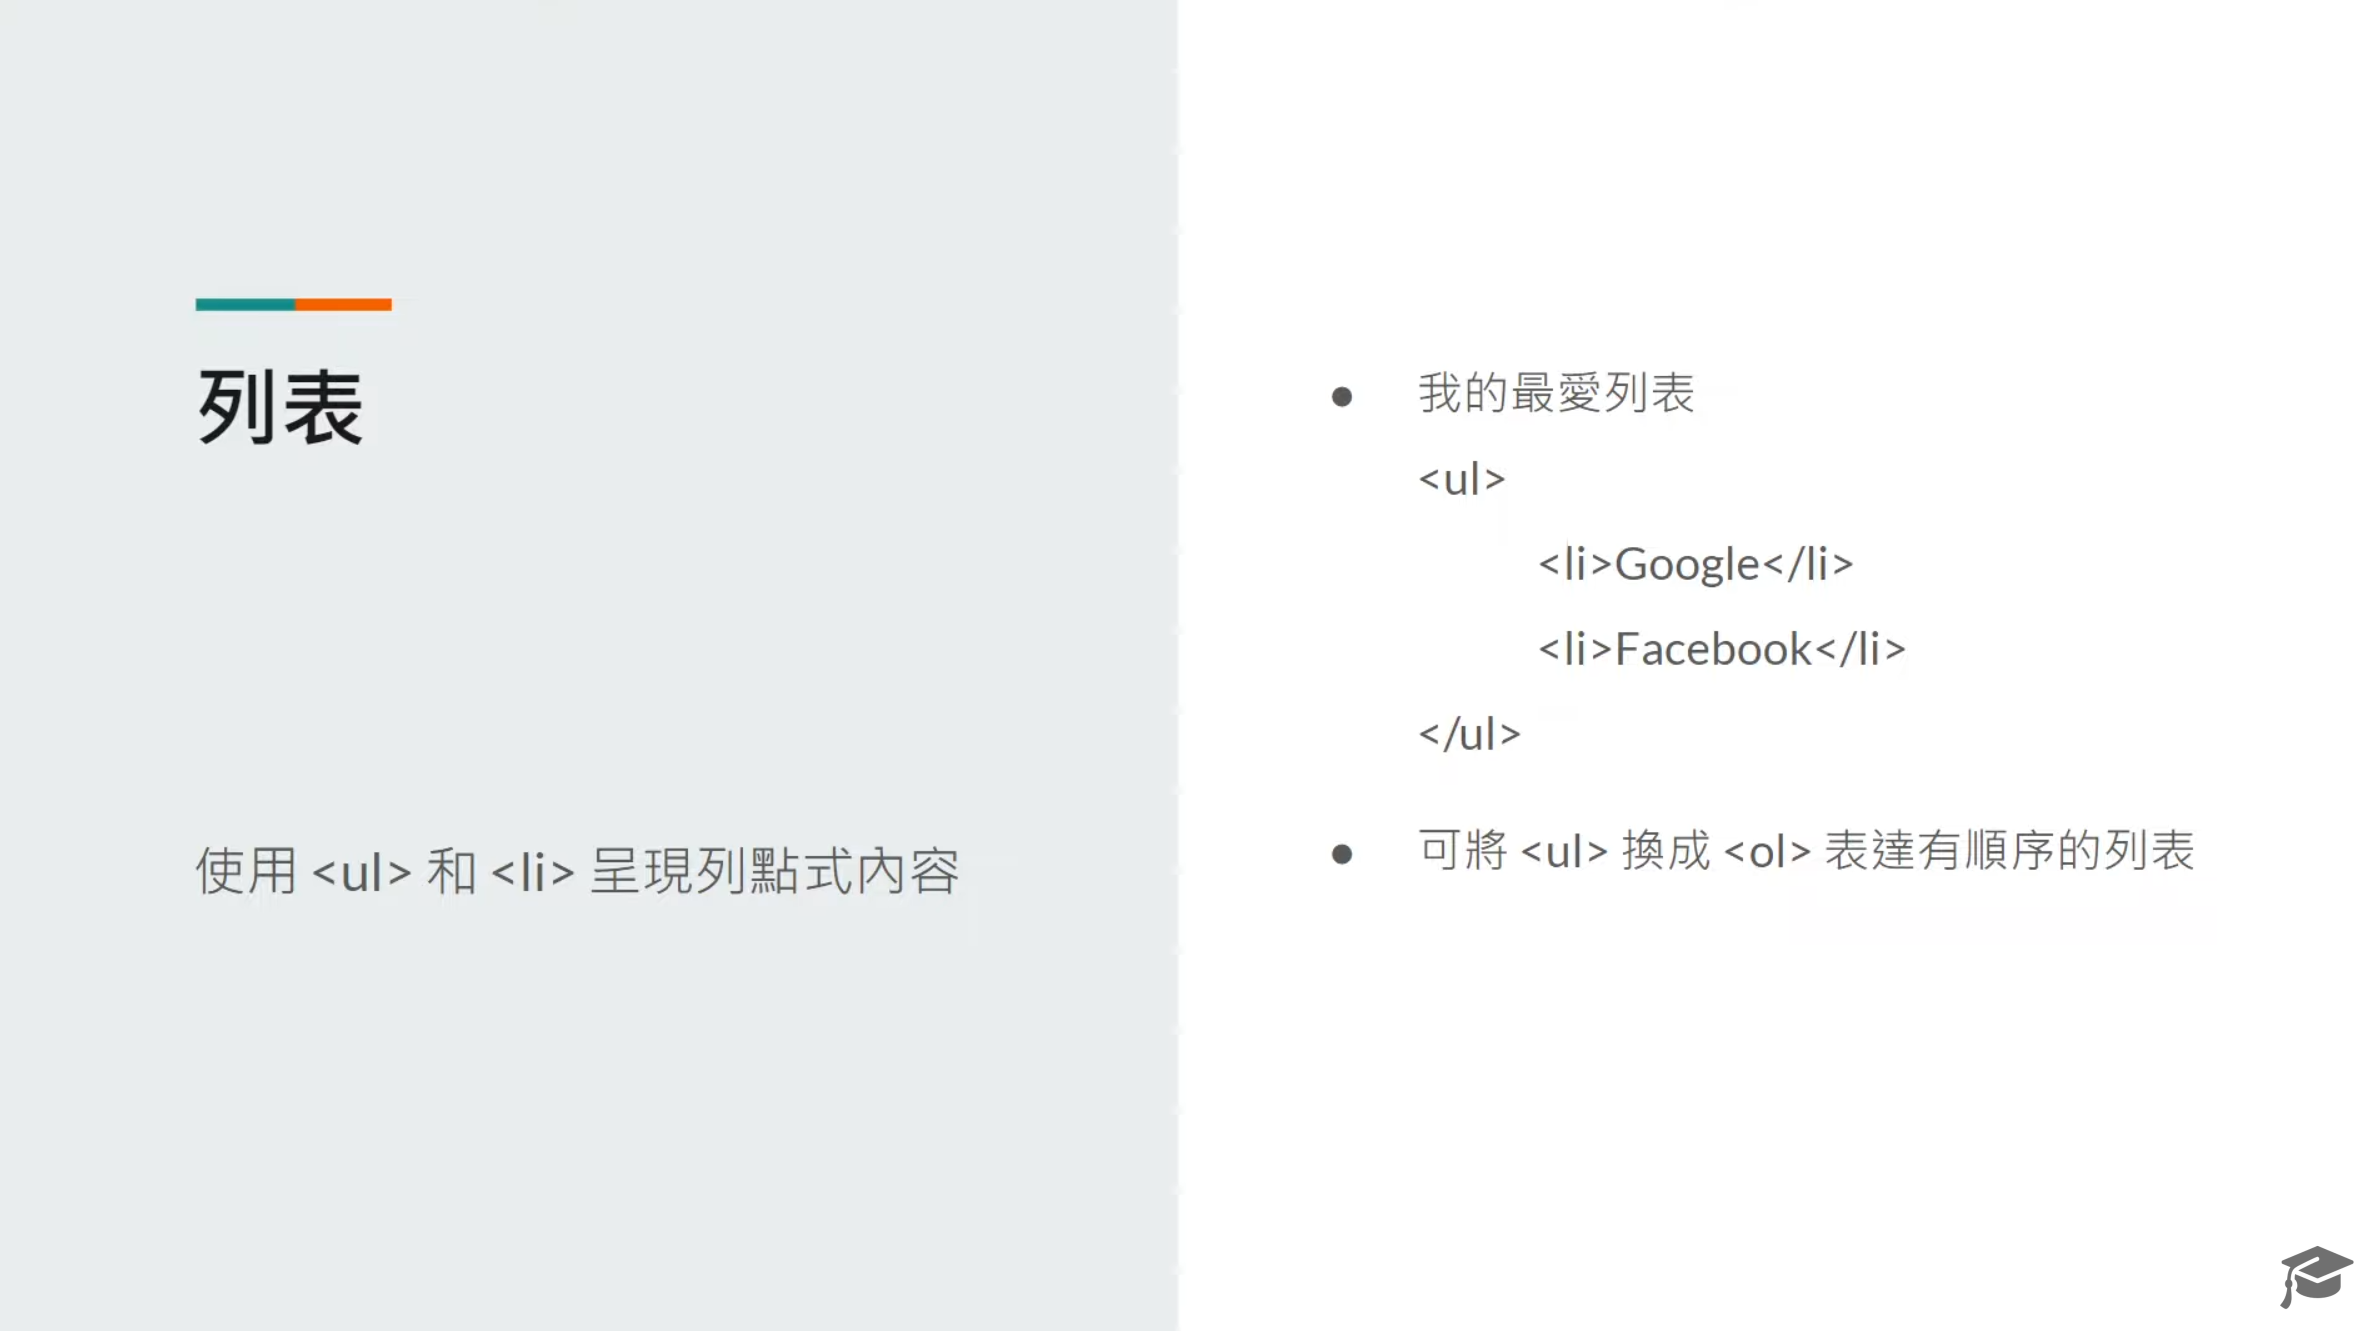 列表
使用 <ul> 和 <li> 呈現列點式內容
● 我的最愛列表
<ul>
<li>Google</li>
<li>Facebook</li>
</ul>
● 可將 <ul> 換成 <ol> 表達有順序的列表